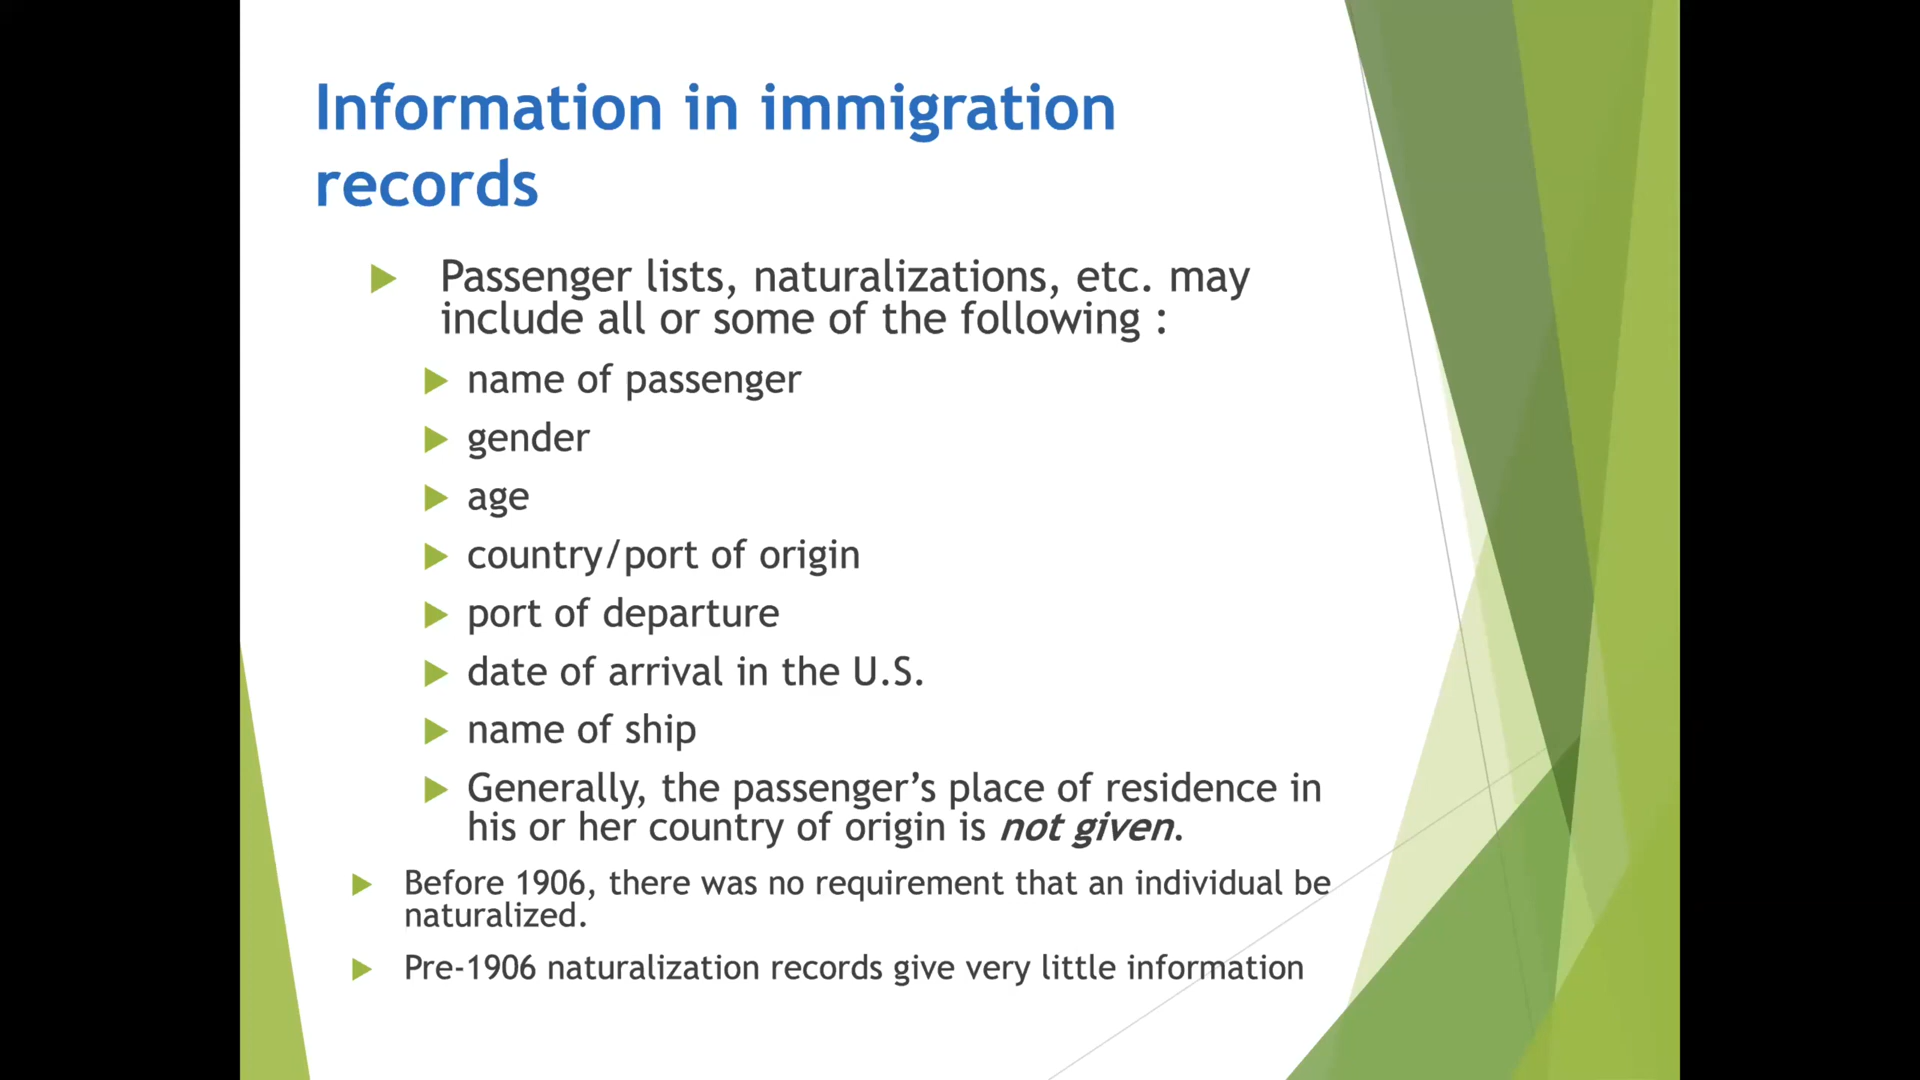 Information in immigration
records
Passenger lists, naturalizations, etc. may
include all or some of the following :
name of passenger
gender
age
country/port of origin
port of departure
date of arrival in the U.S.
name of ship
Generally, the passenger’s place of residence in
his or her country of origin is not given.
Before 1906, there was no requirement that an individual be
naturalized.
Pre-1906 naturalization records give very little information